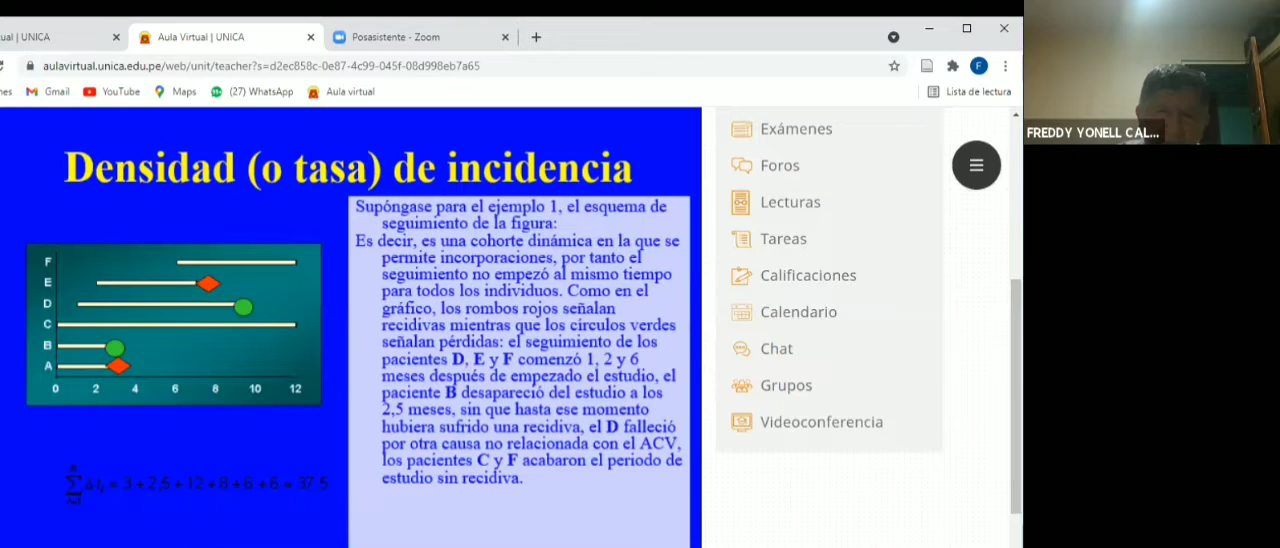 ual | UNICA
Aula Virtual | UNICA
Posasistente - Zoom
aulavirtual.unica.edu.pe/web/unit/teacher?s=d2ec858c-0e87-4c99-045f-08d998eb7a65
F
nes
Gmail
YouTube
Maps
(27) WhatsApp
Aula virtual
Lista de lectura
Densidad (o tasa) de incidencia
F
E
D
C
B
A
0 2 4 6 8 10 12
= 3 + 2,5 + 12 + 8 + 6 + 6 = 37,5
Supóngase para el ejemplo 1, el esquema de
seguimiento de la figura:
Es decir, es una cohorte dinámica en la que se
permite incorporaciones, por tanto el
seguimiento no empezó al mismo tiempo
para todos los individuos. Como en el
gráfico, los rombos rojos señalan
recidivas mientras que los círculos verdes
señalan pérdidas: el seguimiento de los
pacientes D, E y F comenzó 1, 2 y 6
meses después de empezado el estudio, el
paciente B desapareció del estudio a los
2,5 meses, sin que hasta ese momento
hubiera sufrido una recidiva, el D falleció
por otra causa no relacionada con el ACV,
los pacientes C y F acabaron el periodo de
estudio sin recidiva.
Exámenes
Foros
Lecturas
Tareas
Calificaciones
Calendario
Chat
Grupos
Videoconferencia
FREDDY YONELL CAL...